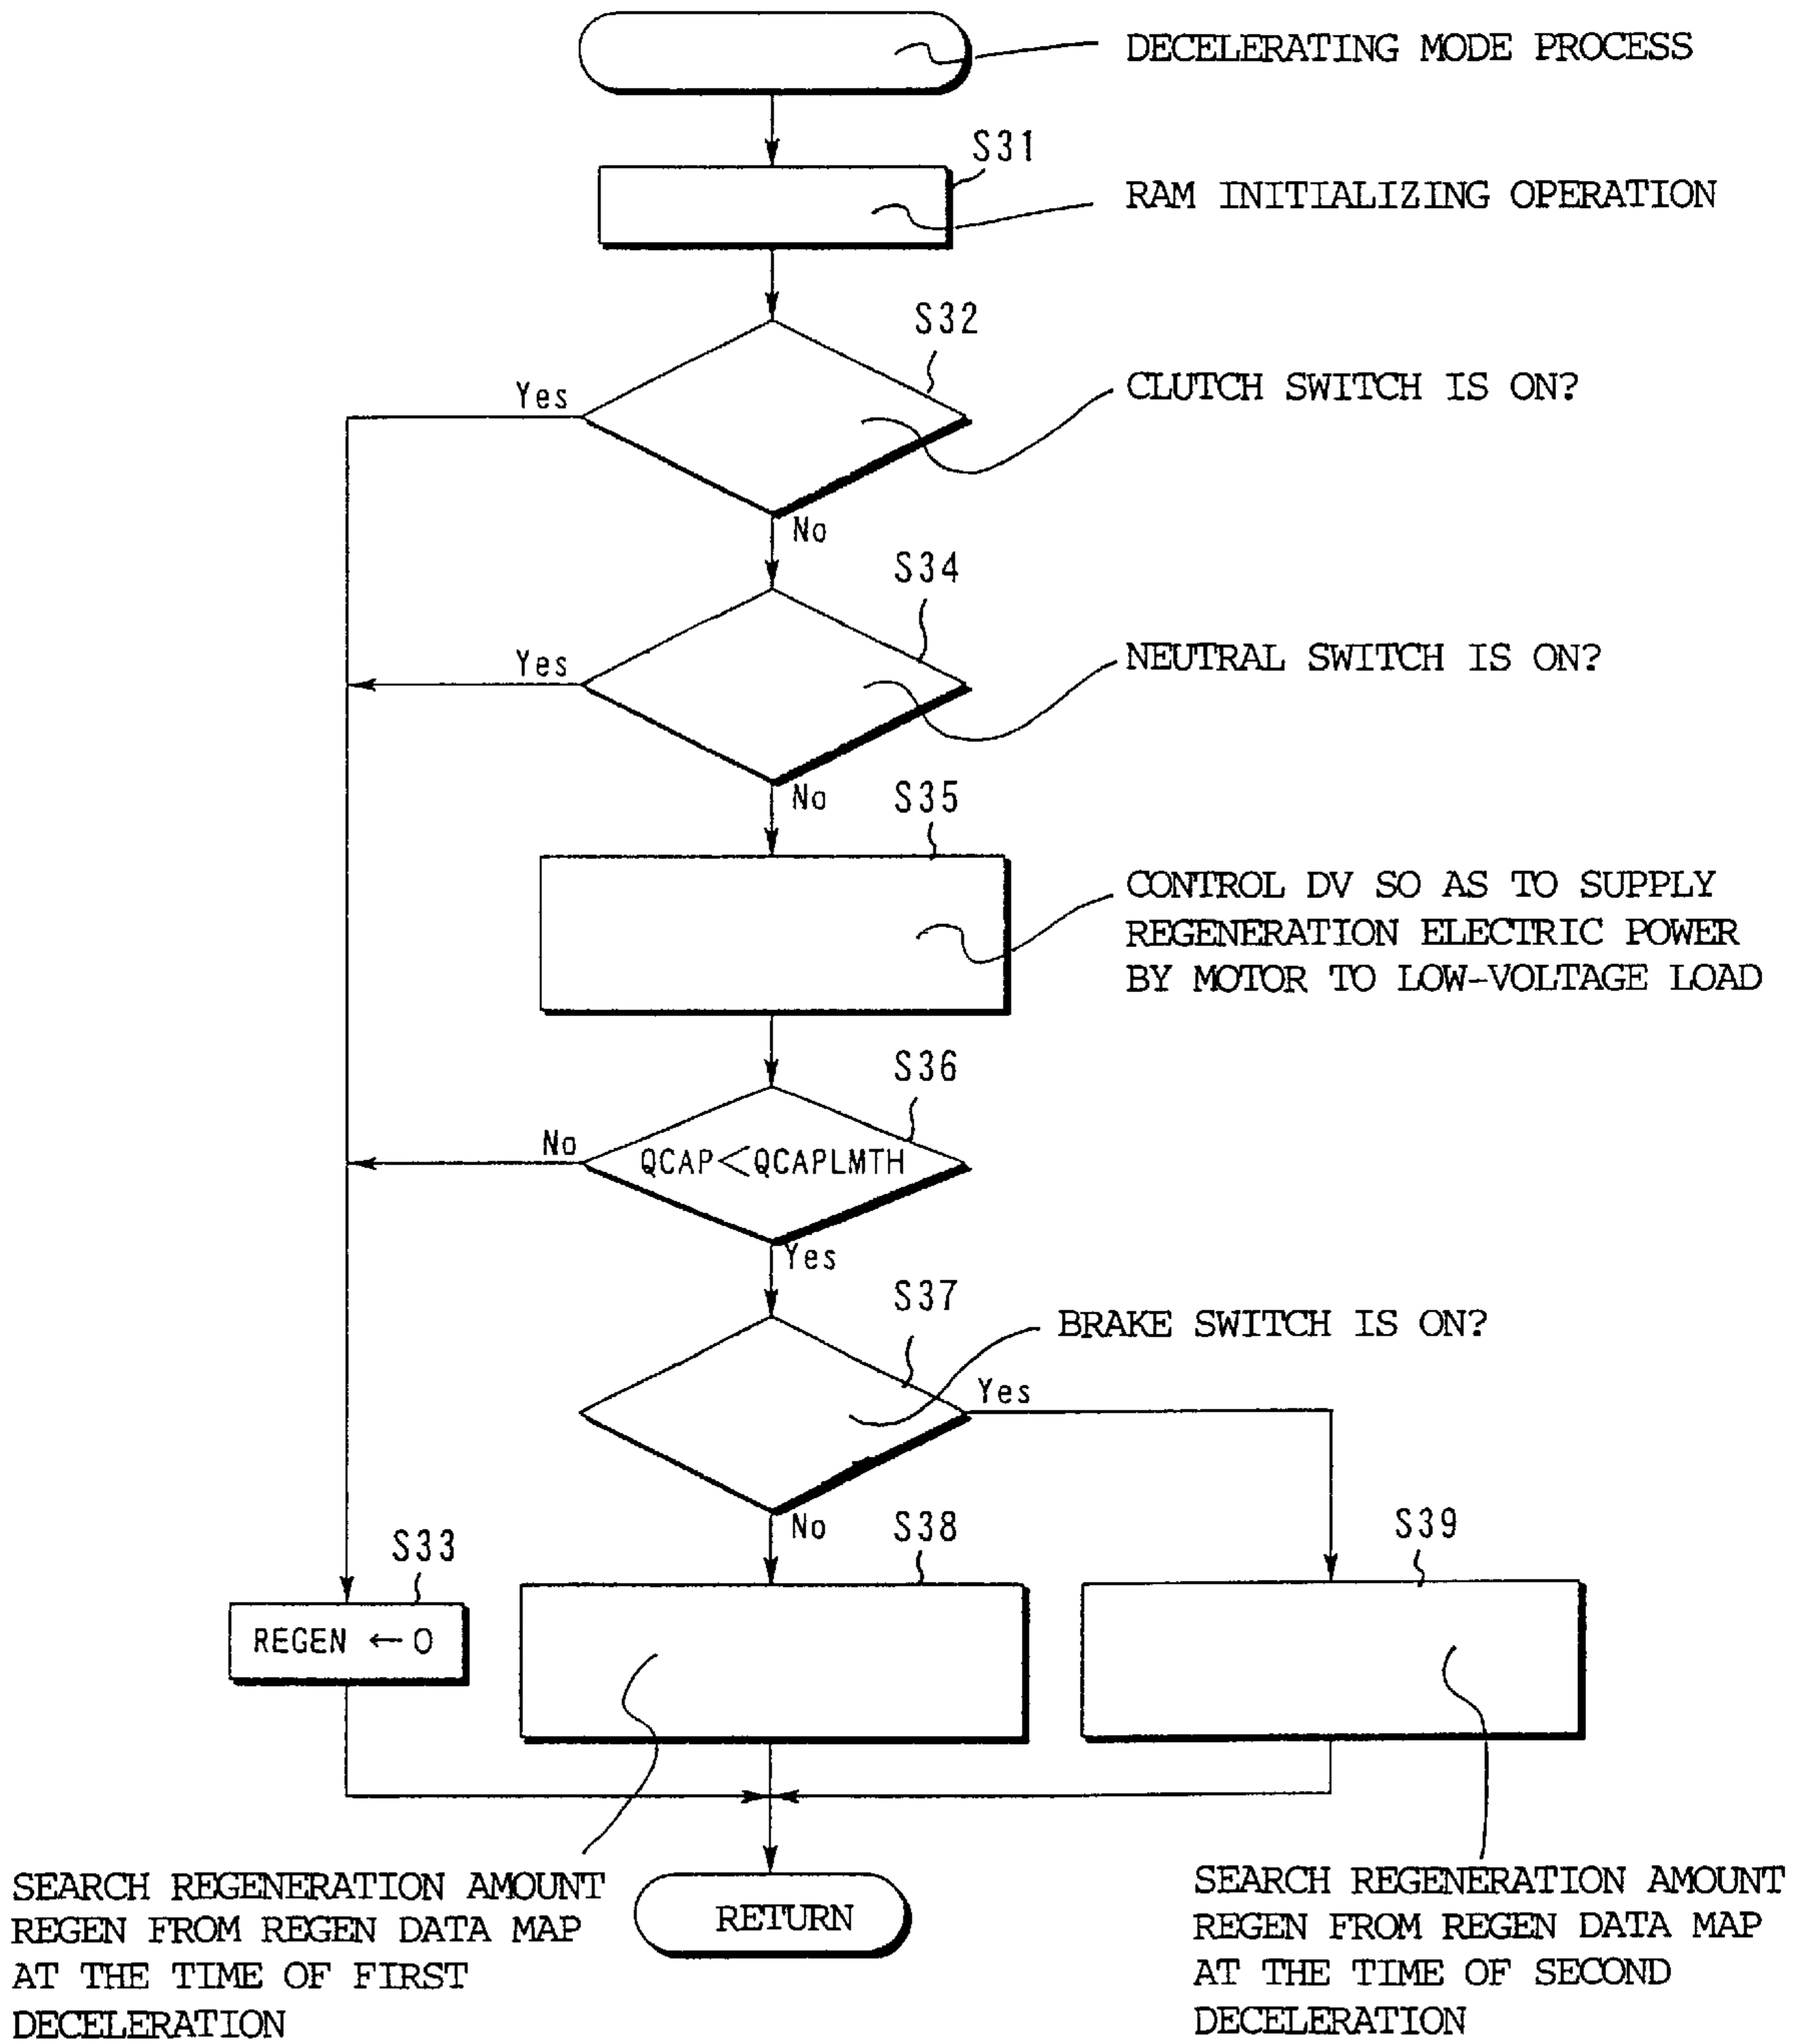 DECELERATING MODE PROCESS
S31
RAM INITIALIZING OPERATION
S32
Yes
CLUTCH SWITCH IS ON?
No
S34
Yes
NEUTRAL SWITCH IS ON?
No
S35
CONTROL DV SO AS TO SUPPLY
REGENERATION ELECTRIC POWER
BY MOTOR TO LOW-VOLTAGE LOAD
S36
No
QCAP<QCAPLMTH
Yes
S37
BRAKE SWITCH IS ON?
Yes
No
S33
S38
S39
REGEN ← 0
SEARCH REGENERATION AMOUNT
REGEN FROM REGEN DATA MAP
AT THE TIME OF FIRST
DECELERATION
RETURN
SEARCH REGENERATION AMOUNT
REGEN FROM REGEN DATA MAP
AT THE TIME OF SECOND
DECELERATION